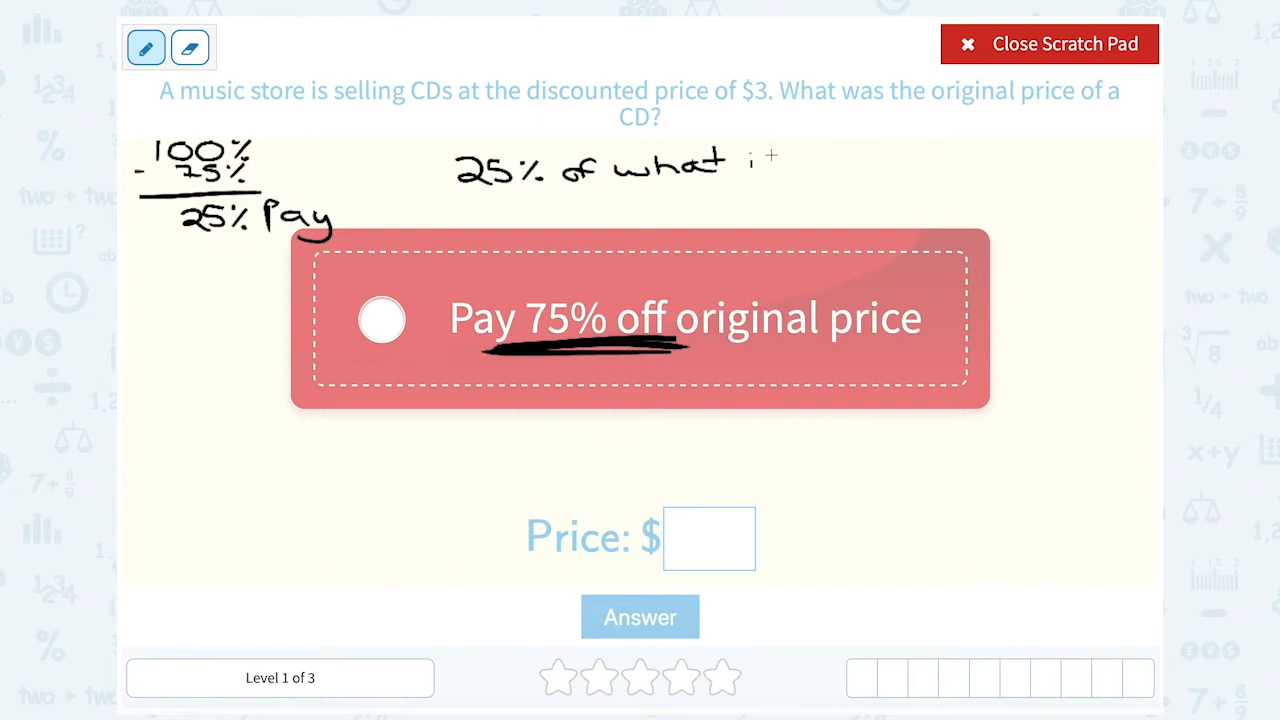 Close Scratch Pad
A music store is selling CDs at the discounted price of $3. What was the original price of a
CD?
100%
- 75%
25% Pay
25% of what i
Pay 75% off original price
Price: $
Answer
Level 1 of 3